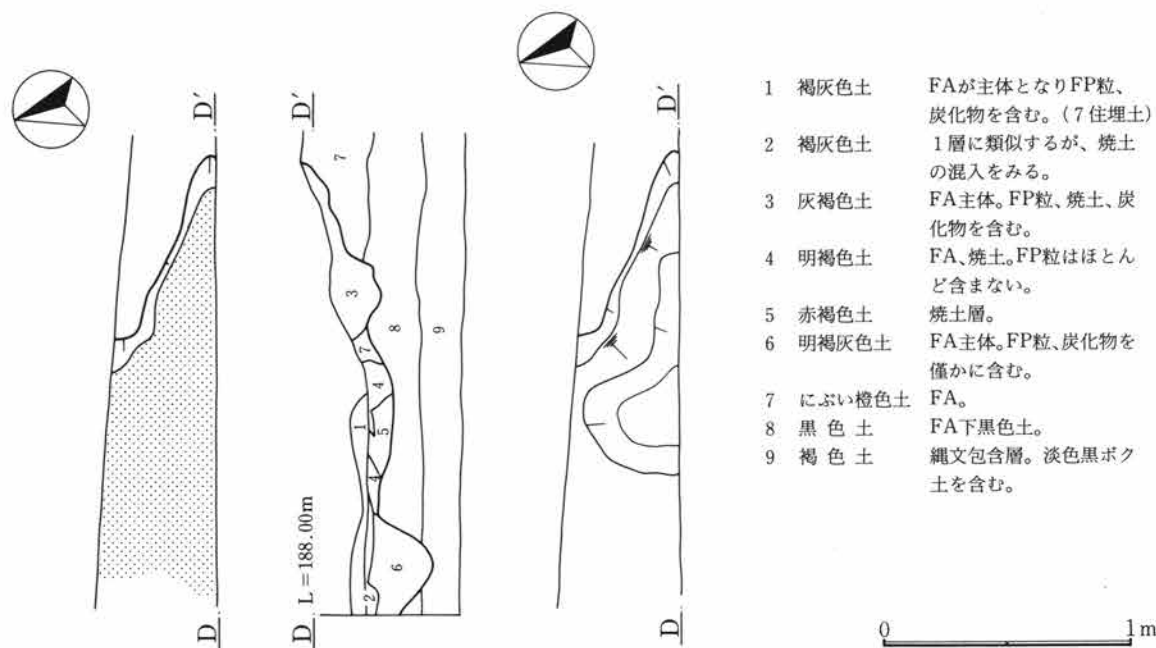 D′
D′
D′
7
3
8
9
7
4
1
5
4
6
2
L=188.00m
D
D
D
1 褐灰色土 FAが主体となりFP粒、
炭化物を含む。(7住埋土)
2 褐灰色土 1層に類似するが、焼土
の混入をみる。
3 灰褐色土 FA主体。FP粒、焼土、炭
化物を含む。
4 明褐色土 FA、焼土。FP粒はほとん
ど含まない。
5 赤褐色土 焼土層。
6 明褐灰色土 FA主体。FP粒、炭化物を
僅かに含む。
7 にぶい橙色土 FA。
8 黒色土 FA下黒色土。
9 褐色土 縄文包含層。淡色黒ボク
土を含む。
0 1m